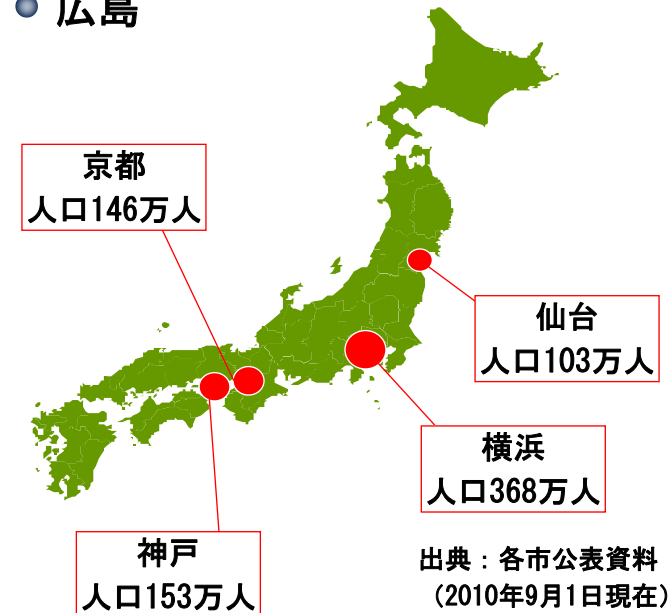 広島
京都
人口146万人
仙台
人口103万人
横浜
人口368万人
神戸
人口153万人
出典：各市公表資料
（2010年9月1日現在）